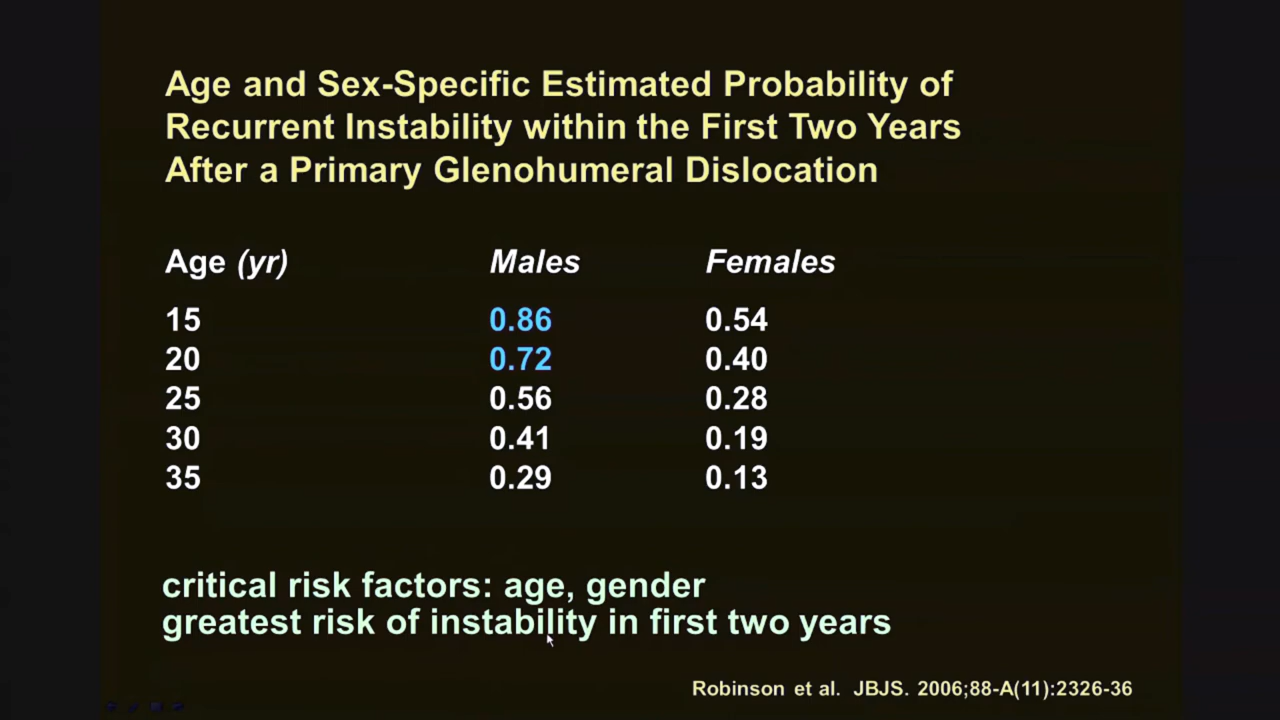 Age and Sex-Specific Estimated Probability of
Recurrent Instability within the First Two Years
After a Primary Glenohumeral Dislocation
Age (yr) Males Females
15 0.86 0.54
20 0.72 0.40
25 0.56 0.28
30 0.41 0.19
35 0.29 0.13
critical risk factors: age, gender
greatest risk of instability in first two years
Robinson et al. JBJS. 2006;88-A(11):2326-36